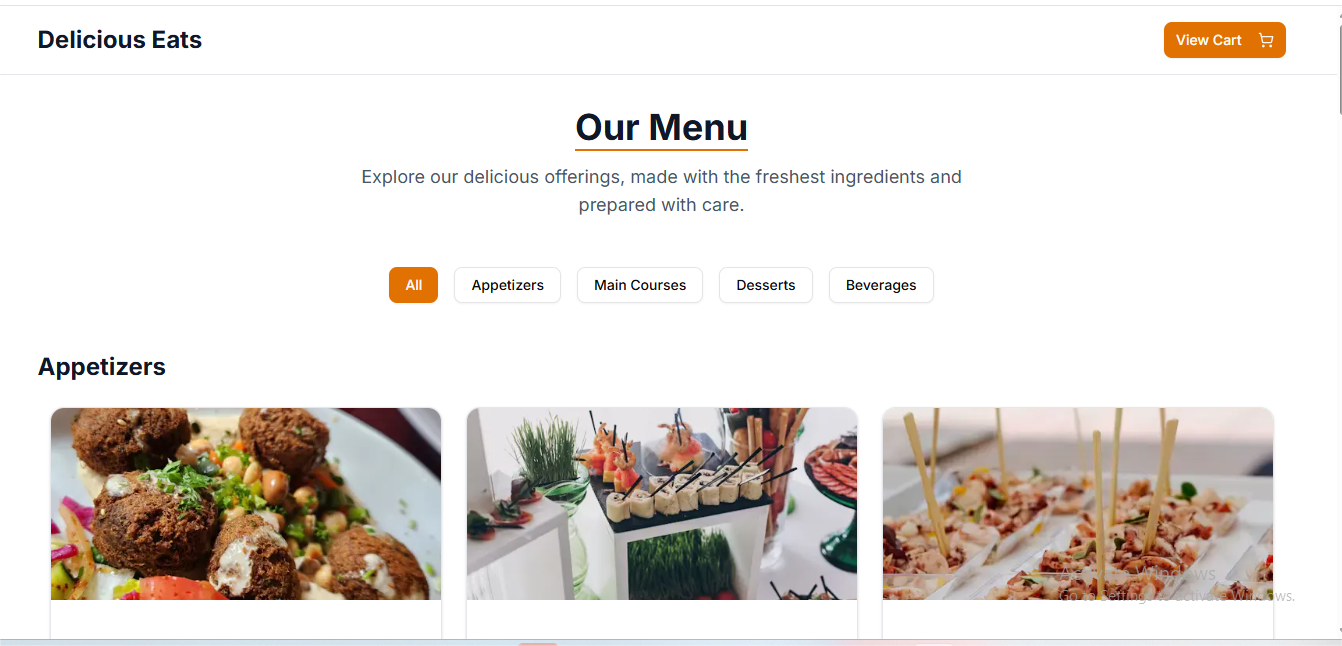 Delicious Eats
View Cart
Our Menu
Explore our delicious offerings, made with the freshest ingredients and
prepared with care.
All
Appetizers
Main Courses
Desserts
Beverages
Appetizers
Activate Windows
Go to Settings to activate Windows.